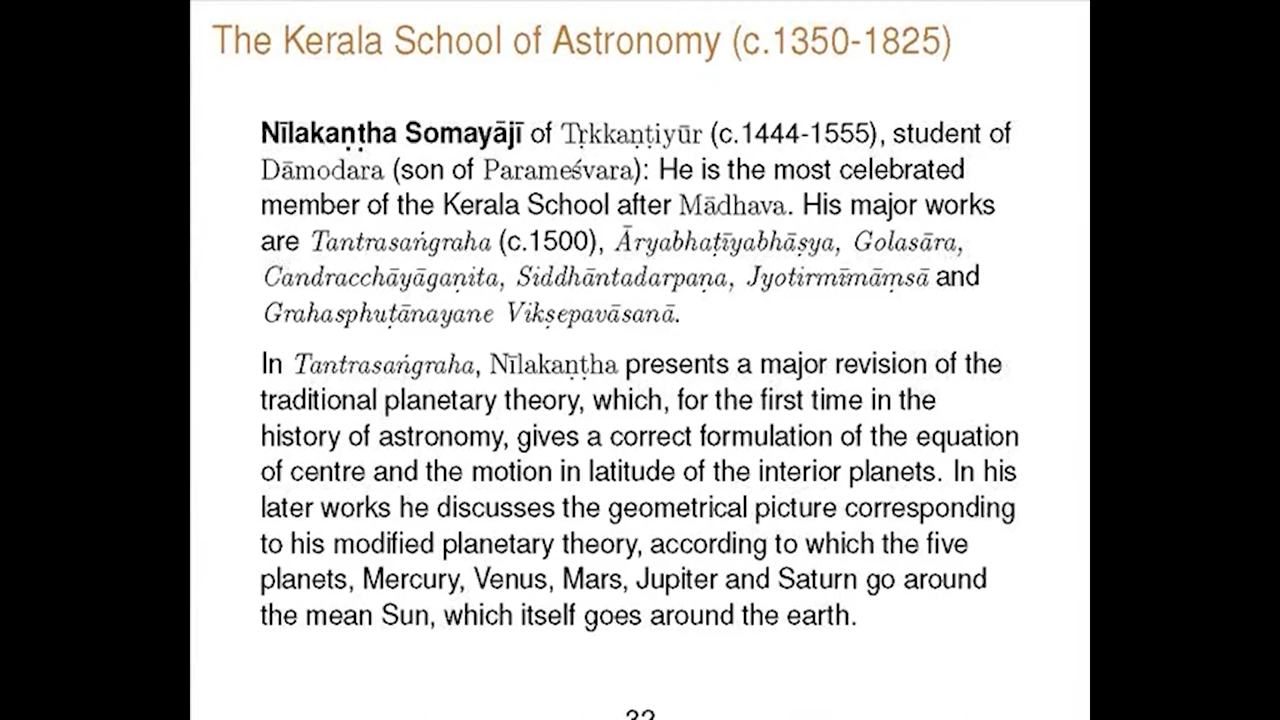 The Kerala School of Astronomy (c.1350-1825)
Nīlakaṇṭha Somayājī of Tṛkkaṇṭiyūr (c.1444-1555), student of
Dāmodara (son of Parameśvara): He is the most celebrated
member of the Kerala School after Mādhava. His major works
are Tantrasaṅgraha (c.1500), Āryabhaṭīyabhāṣya, Golasāra,
Candracchāyāgaṇita, Siddhāntadarpaṇa, Jyotirmīmāṃsā and
Grahasphuṭānayane Vikṣepavāsanā.
In Tantrasaṅgraha, Nīlakaṇṭha presents a major revision of the
traditional planetary theory, which, for the first time in the
history of astronomy, gives a correct formulation of the equation
of centre and the motion in latitude of the interior planets. In his
later works he discusses the geometrical picture corresponding
to his modified planetary theory, according to which the five
planets, Mercury, Venus, Mars, Jupiter and Saturn go around
the mean Sun, which itself goes around the earth.
32